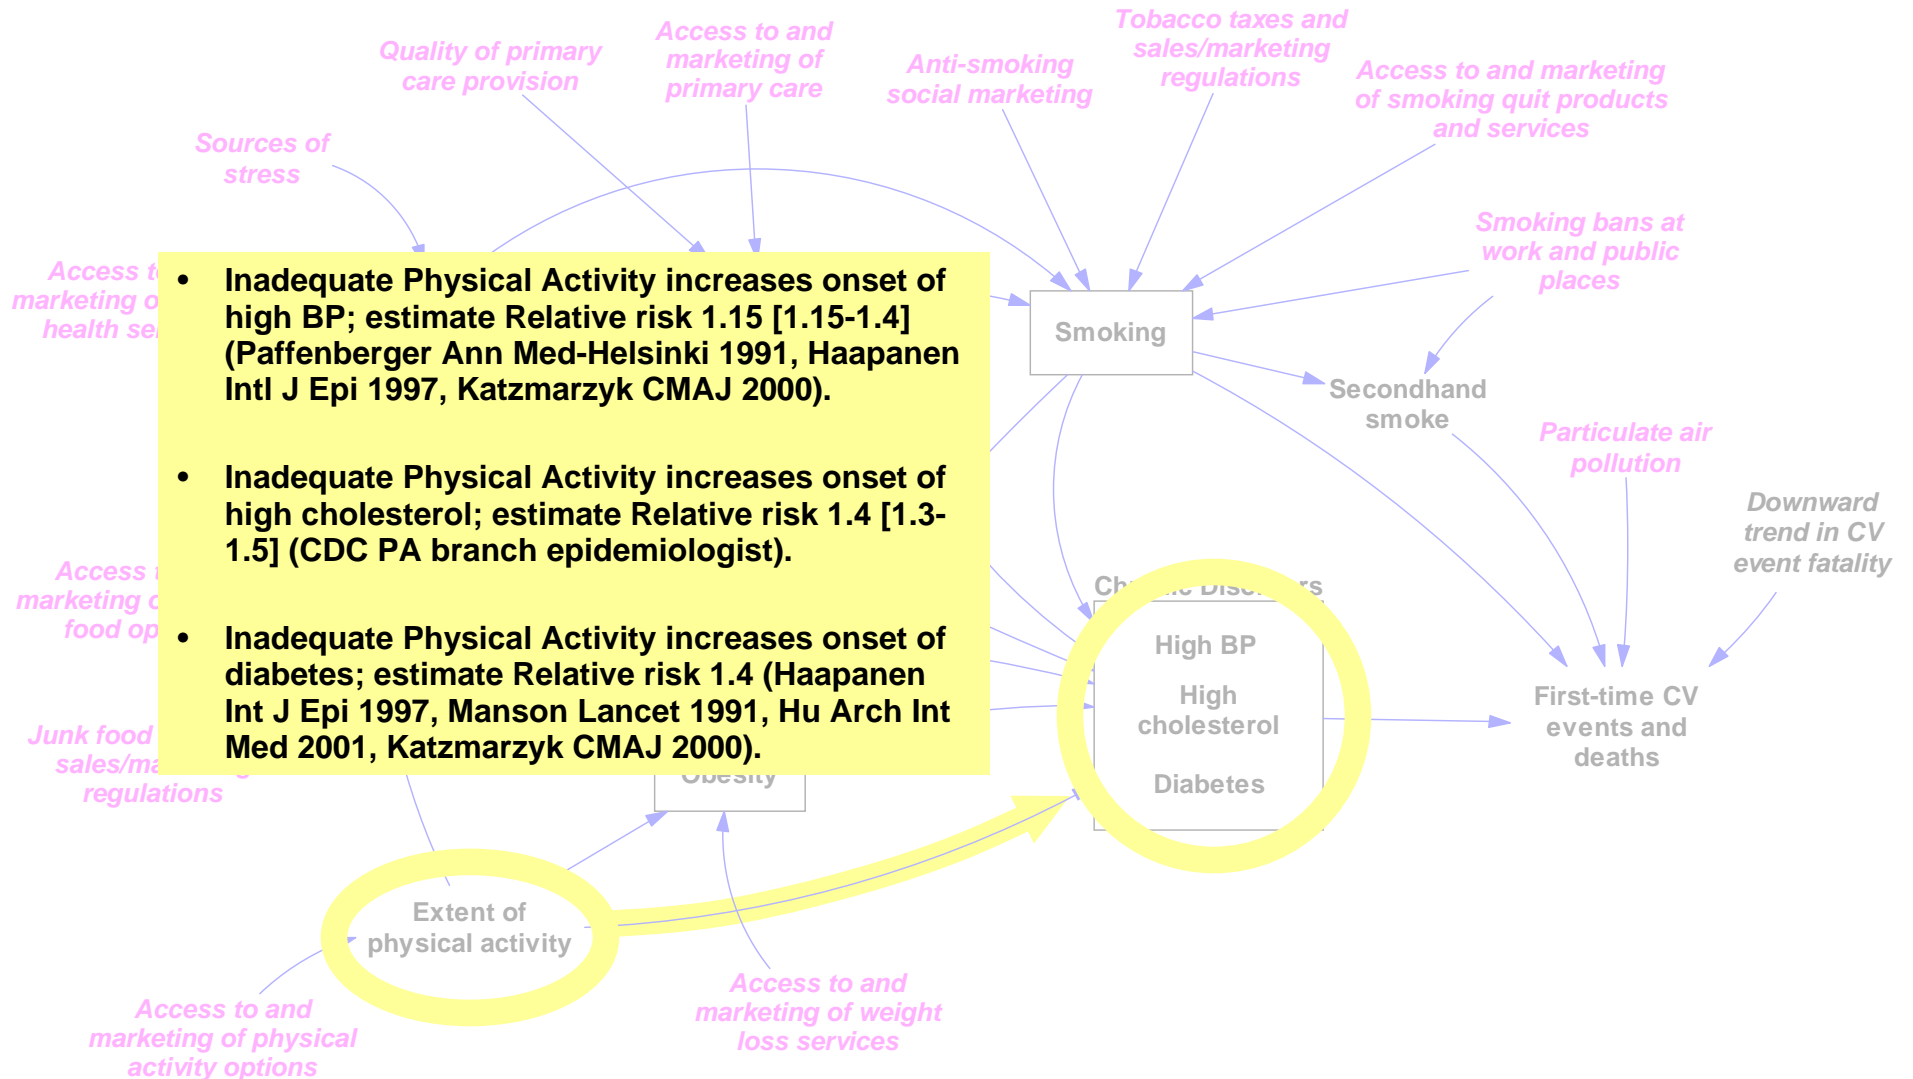 Quality of primary
care provision
Access to and
marketing of
primary care
Anti-smoking
social marketing
Tobacco taxes and
sales/marketing
regulations
Access to and marketing
of smoking quit products
and services
Sources of
stress
Smoking bans at
work and public
places
Access
marketing
health
• Inadequate Physical Activity increases onset of
high BP; estimate Relative risk 1.15 [1.15-1.4]
(Paffenberger Ann Med-Helsinki 1991, Haapanen
Intl J Epi 1997, Katzmarzyk CMAJ 2000).
• Inadequate Physical Activity increases onset of
high cholesterol; estimate Relative risk 1.4 [1.3-
1.5] (CDC PA branch epidemiologist).
• Inadequate Physical Activity increases onset of
diabetes; estimate Relative risk 1.4 (Haapanen
Int J Epi 1997, Manson Lancet 1991, Hu Arch Int
Med 2001, Katzmarzyk CMAJ 2000).
Smoking
Secondhand
smoke
Particulate air
pollution
Downward
trend in CV
event fatality
Access
marketing
food
Junk food
regulations
High BP
High
cholesterol
Diabetes
First-time CV
events and
deaths
Obesity
Extent of
physical activity
Access to and
marketing of physical
activity options
Access to and
marketing of weight
loss services